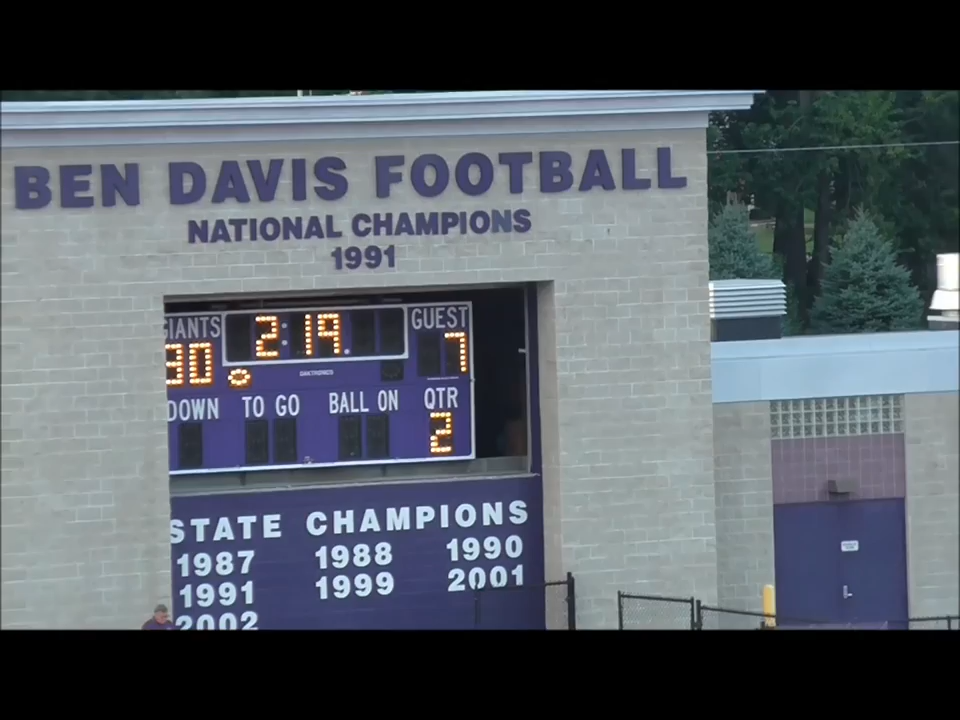 BEN DAVIS FOOTBALL
NATIONAL CHAMPIONS
1991
GIANTS 2:19. GUEST
30 7
DAKTRONICS
DOWN TO GO BALL ON QTR
2
STATE CHAMPIONS
1987 1988 1990
1991 1999 2001
2002